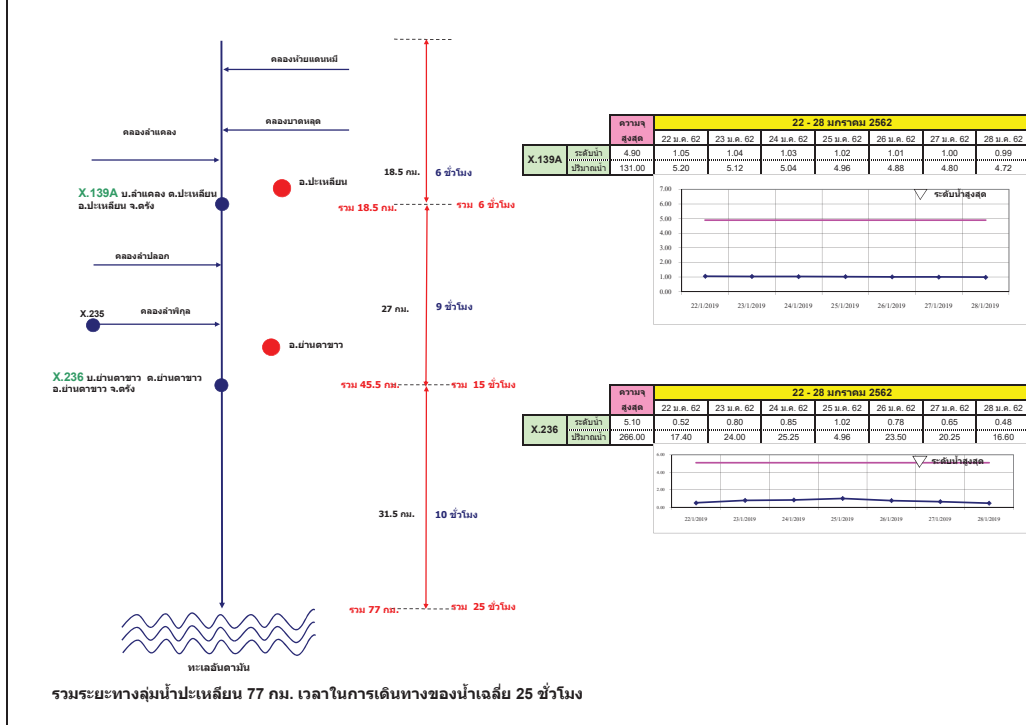 คลองห้วยแดนหมี
คลองบาดหลุด
คลองลำแคลง
18.5 กม. 6 ชั่วโมง
อ.ปะเหลียน
X.139A บ.ลำแคลง ต.ปะเหลียน
อ.ปะเหลียน จ.ตรัง
รวม 18.5 กม. รวม 6 ชั่วโมง
คลองลำปลอก
27 กม. 9 ชั่วโมง
X.235 คลองลำพิกุล
อ.ย่านตาขาว
X.236 บ.ย่านตาขาว ต.ย่านตาขาว
อ.ย่านตาขาว จ.ตรัง
รวม 45.5 กม. รวม 15 ชั่วโมง
31.5 กม. 10 ชั่วโมง
รวม 77 กม. รวม 25 ชั่วโมง
ทะเลอันดามัน
ความจุ 22 - 28 มกราคม 2562
สูงสุด 22 ม.ค. 62 23 ม.ค. 62 24 ม.ค. 62 25 ม.ค. 62 26 ม.ค. 62 27 ม.ค. 62 28 ม.ค. 62
X.139A
ระดับน้ำ 4.90 1.05 1.04 1.03 1.02 1.01 1.00 0.99
ปริมาณน้ำ 131.00 5.20 5.12 5.04 4.96 4.88 4.80 4.72
ระดับน้ำสูงสุด
7.00
6.00
5.00
4.00
3.00
2.00
1.00
0.00
22/1/2019 23/1/2019 24/1/2019 25/1/2019 26/1/2019 27/1/2019 28/1/2019
ความจุ 22 - 28 มกราคม 2562
สูงสุด 22 ม.ค. 62 23 ม.ค. 62 24 ม.ค. 62 25 ม.ค. 62 26 ม.ค. 62 27 ม.ค. 62 28 ม.ค. 62
X.236
ระดับน้ำ 5.10 0.52 0.80 0.85 1.02 0.78 0.65 0.48
ปริมาณน้ำ 266.00 17.40 24.00 25.25 4.96 23.50 20.25 16.60
ระดับน้ำสูงสุด
6.00
4.00
2.00
0.00
22/1/2019 23/1/2019 24/1/2019 25/1/2019 26/1/2019 27/1/2019 28/1/2019
รวมระยะทางลุ่มน้ำปะเหลียน 77 กม. เวลาในการเดินทางของน้ำเฉลี่ย 25 ชั่วโมง